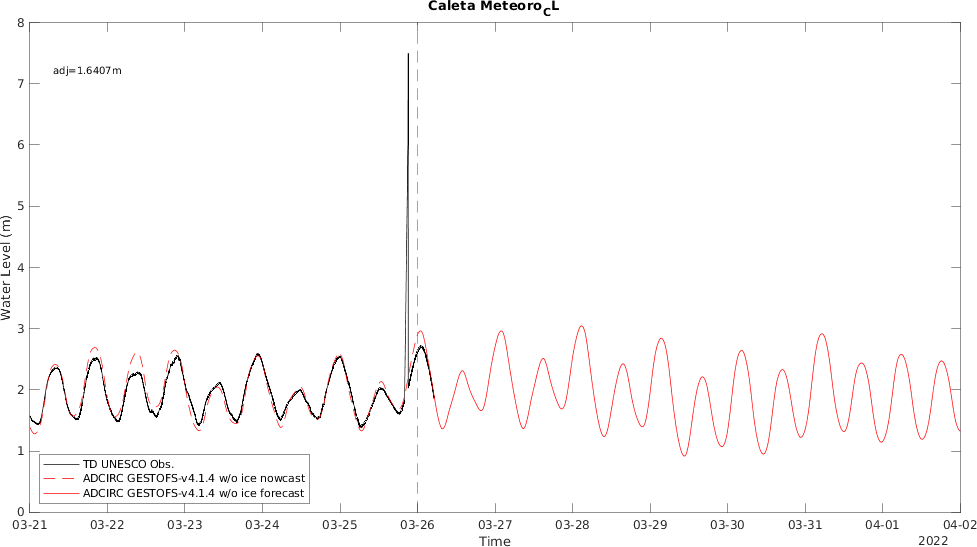 Caleta Meteoro_CL
adj=1.6407m
Water Level (m)
8
7
6
5
4
3
2
1
0
TD UNESCO Obs.
ADCIRC GESTOFS-v4.1.4 w/o ice nowcast
ADCIRC GESTOFS-v4.1.4 w/o ice forecast
03-21 03-22 03-23 03-24 03-25 03-26 03-27 03-28 03-29 03-30 03-31 04-01 04-02
Time
2022